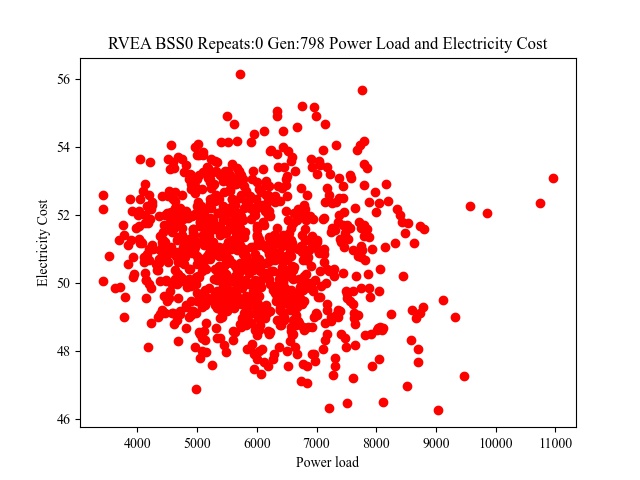 RVEA BSS0 Repeats:0 Gen:798 Power Load and Electricity Cost
56
54
52
50
48
46
Electricity Cost
4000 5000 6000 7000 8000 9000 10000 11000
Power load